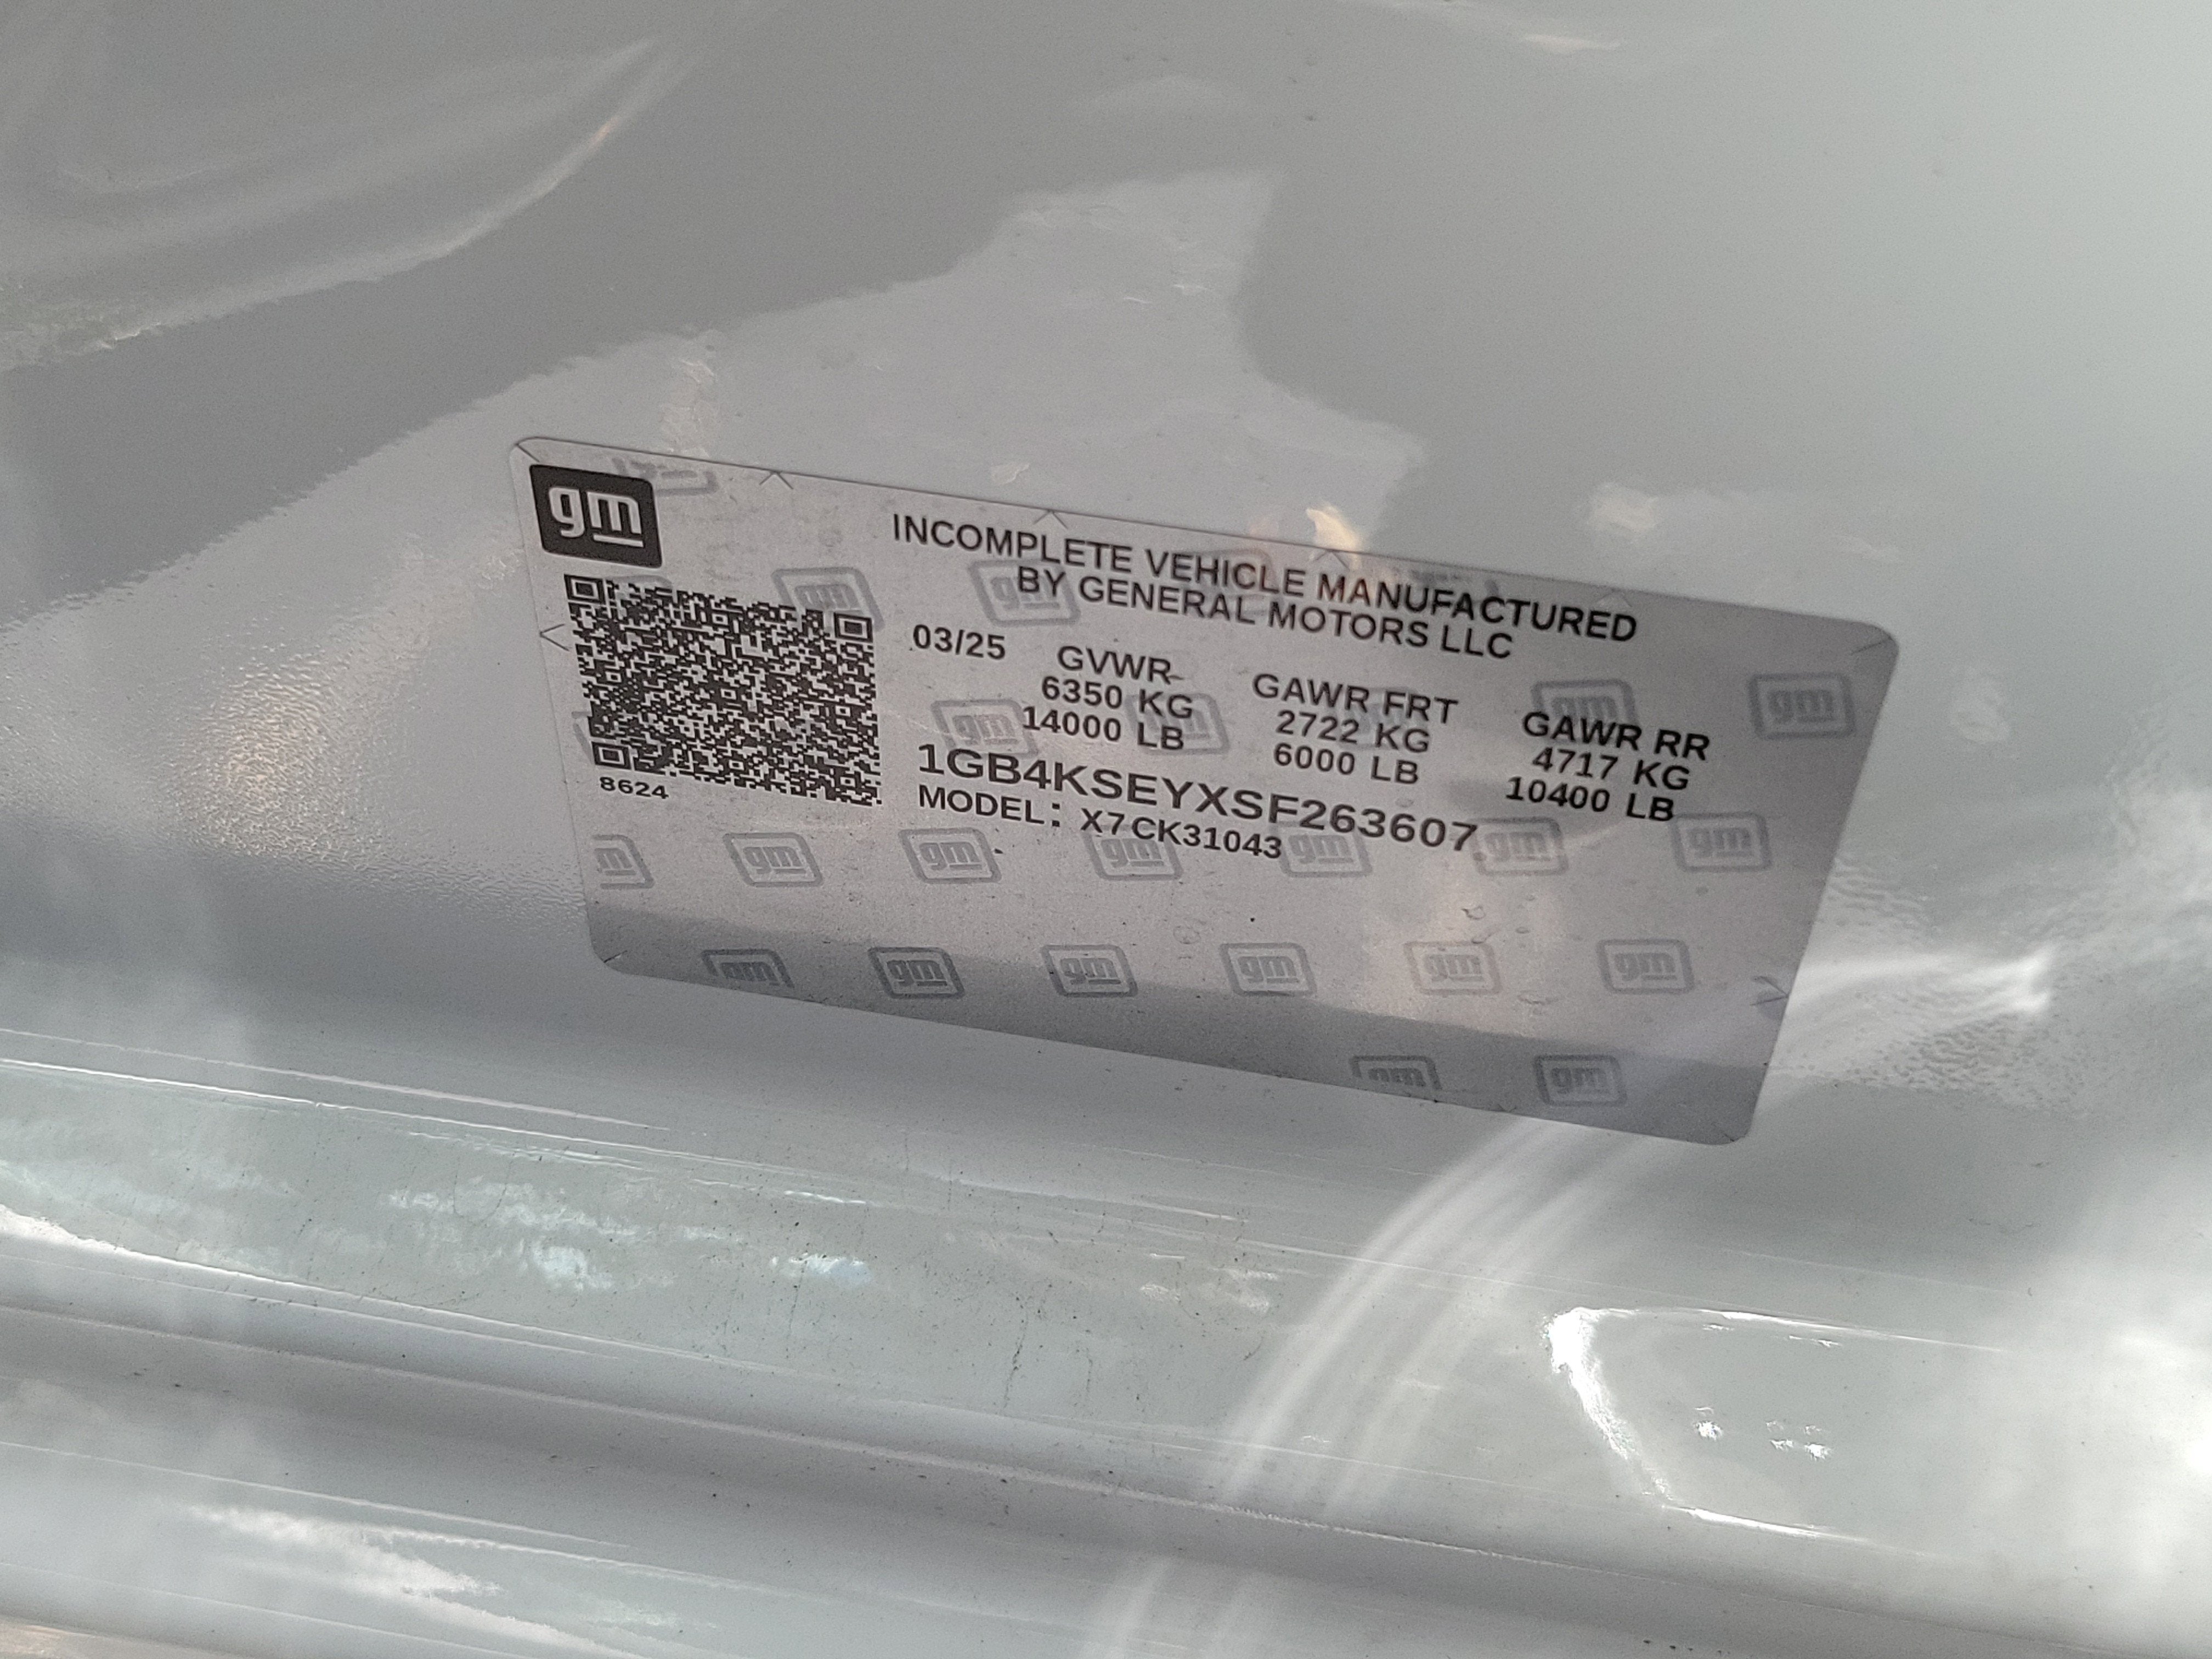 gm
INCOMPLETE VEHICLE MANUFACTURED
BY GENERAL MOTORS LLC
03/25 GVWR GAWR FRT GAWR RR
6350 KG 2722 KG 4717 KG
14000 LB 6000 LB 10400 LB
1GB4KSEYXSF263607
MODEL: X7CK31043
8624